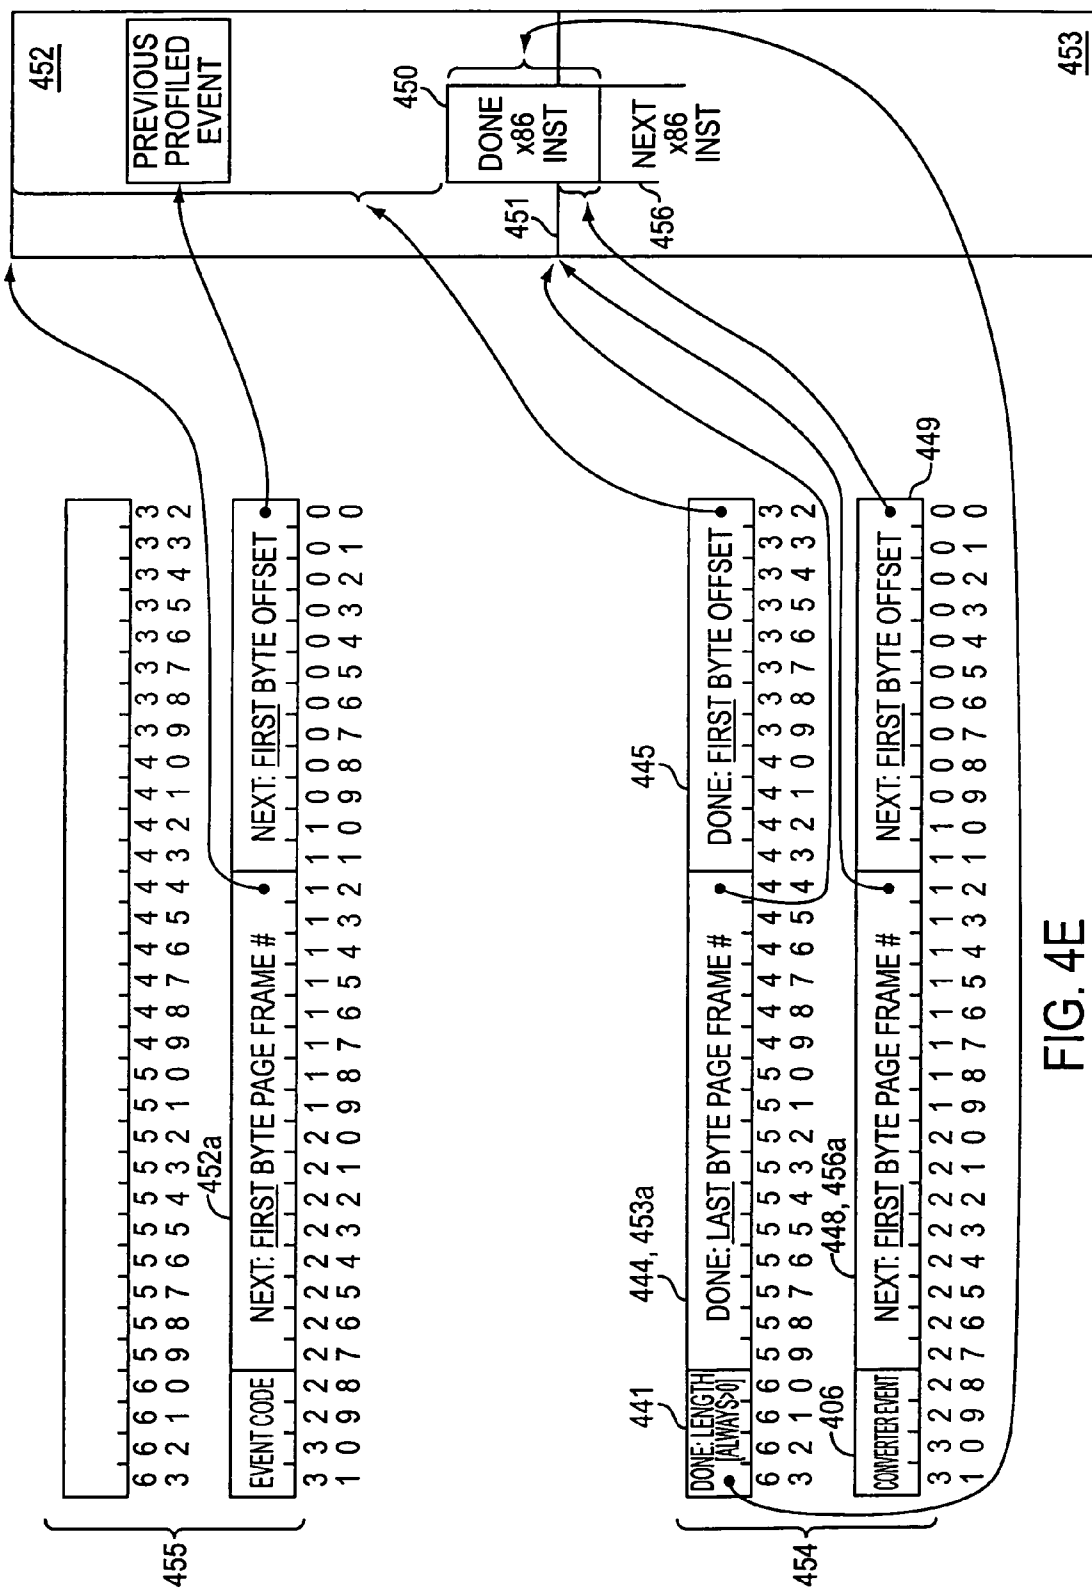 455
6 6 6 6 5 5 5 5 5 5 5 5 5 5 4 4 4 4 4 4 4 4 4 4 3 3 3 3 3 3 3 3
3 2 1 0 9 8 7 6 5 4 3 2 1 0 9 8 7 6 5 4 3 2 1 0 9 8 7 6 5 4 3 2
452a
EVENT CODE
NEXT: FIRST BYTE PAGE FRAME #
NEXT: FIRST BYTE OFFSET
3 3 2 2 2 2 2 2 2 2 2 2 1 1 1 1 1 1 1 1 1 1 0 0 0 0 0 0 0 0 0 0
1 0 9 8 7 6 5 4 3 2 1 0 9 8 7 6 5 4 3 2 1 0 9 8 7 6 5 4 3 2 1 0
454
441
444, 453a
445
DONE: LENGTH
[ALWAYS>0]
DONE: LAST BYTE PAGE FRAME #
DONE: FIRST BYTE OFFSET
6 6 6 6 5 5 5 5 5 5 5 5 5 5 4 4 4 4 4 4 4 4 4 4 3 3 3 3 3 3 3 3
3 2 1 0 9 8 7 6 5 4 3 2 1 0 9 8 7 6 5 4 3 2 1 0 9 8 7 6 5 4 3 2
406
448, 456a
CONVERTER EVENT
NEXT: FIRST BYTE PAGE FRAME #
NEXT: FIRST BYTE OFFSET
449
3 3 2 2 2 2 2 2 2 2 2 2 1 1 1 1 1 1 1 1 1 1 0 0 0 0 0 0 0 0 0 0
1 0 9 8 7 6 5 4 3 2 1 0 9 8 7 6 5 4 3 2 1 0 9 8 7 6 5 4 3 2 1 0
452
PREVIOUS
PROFILED
EVENT
450
DONE
x86
INST
451
NEXT
x86
INST
456
453
FIG. 4E